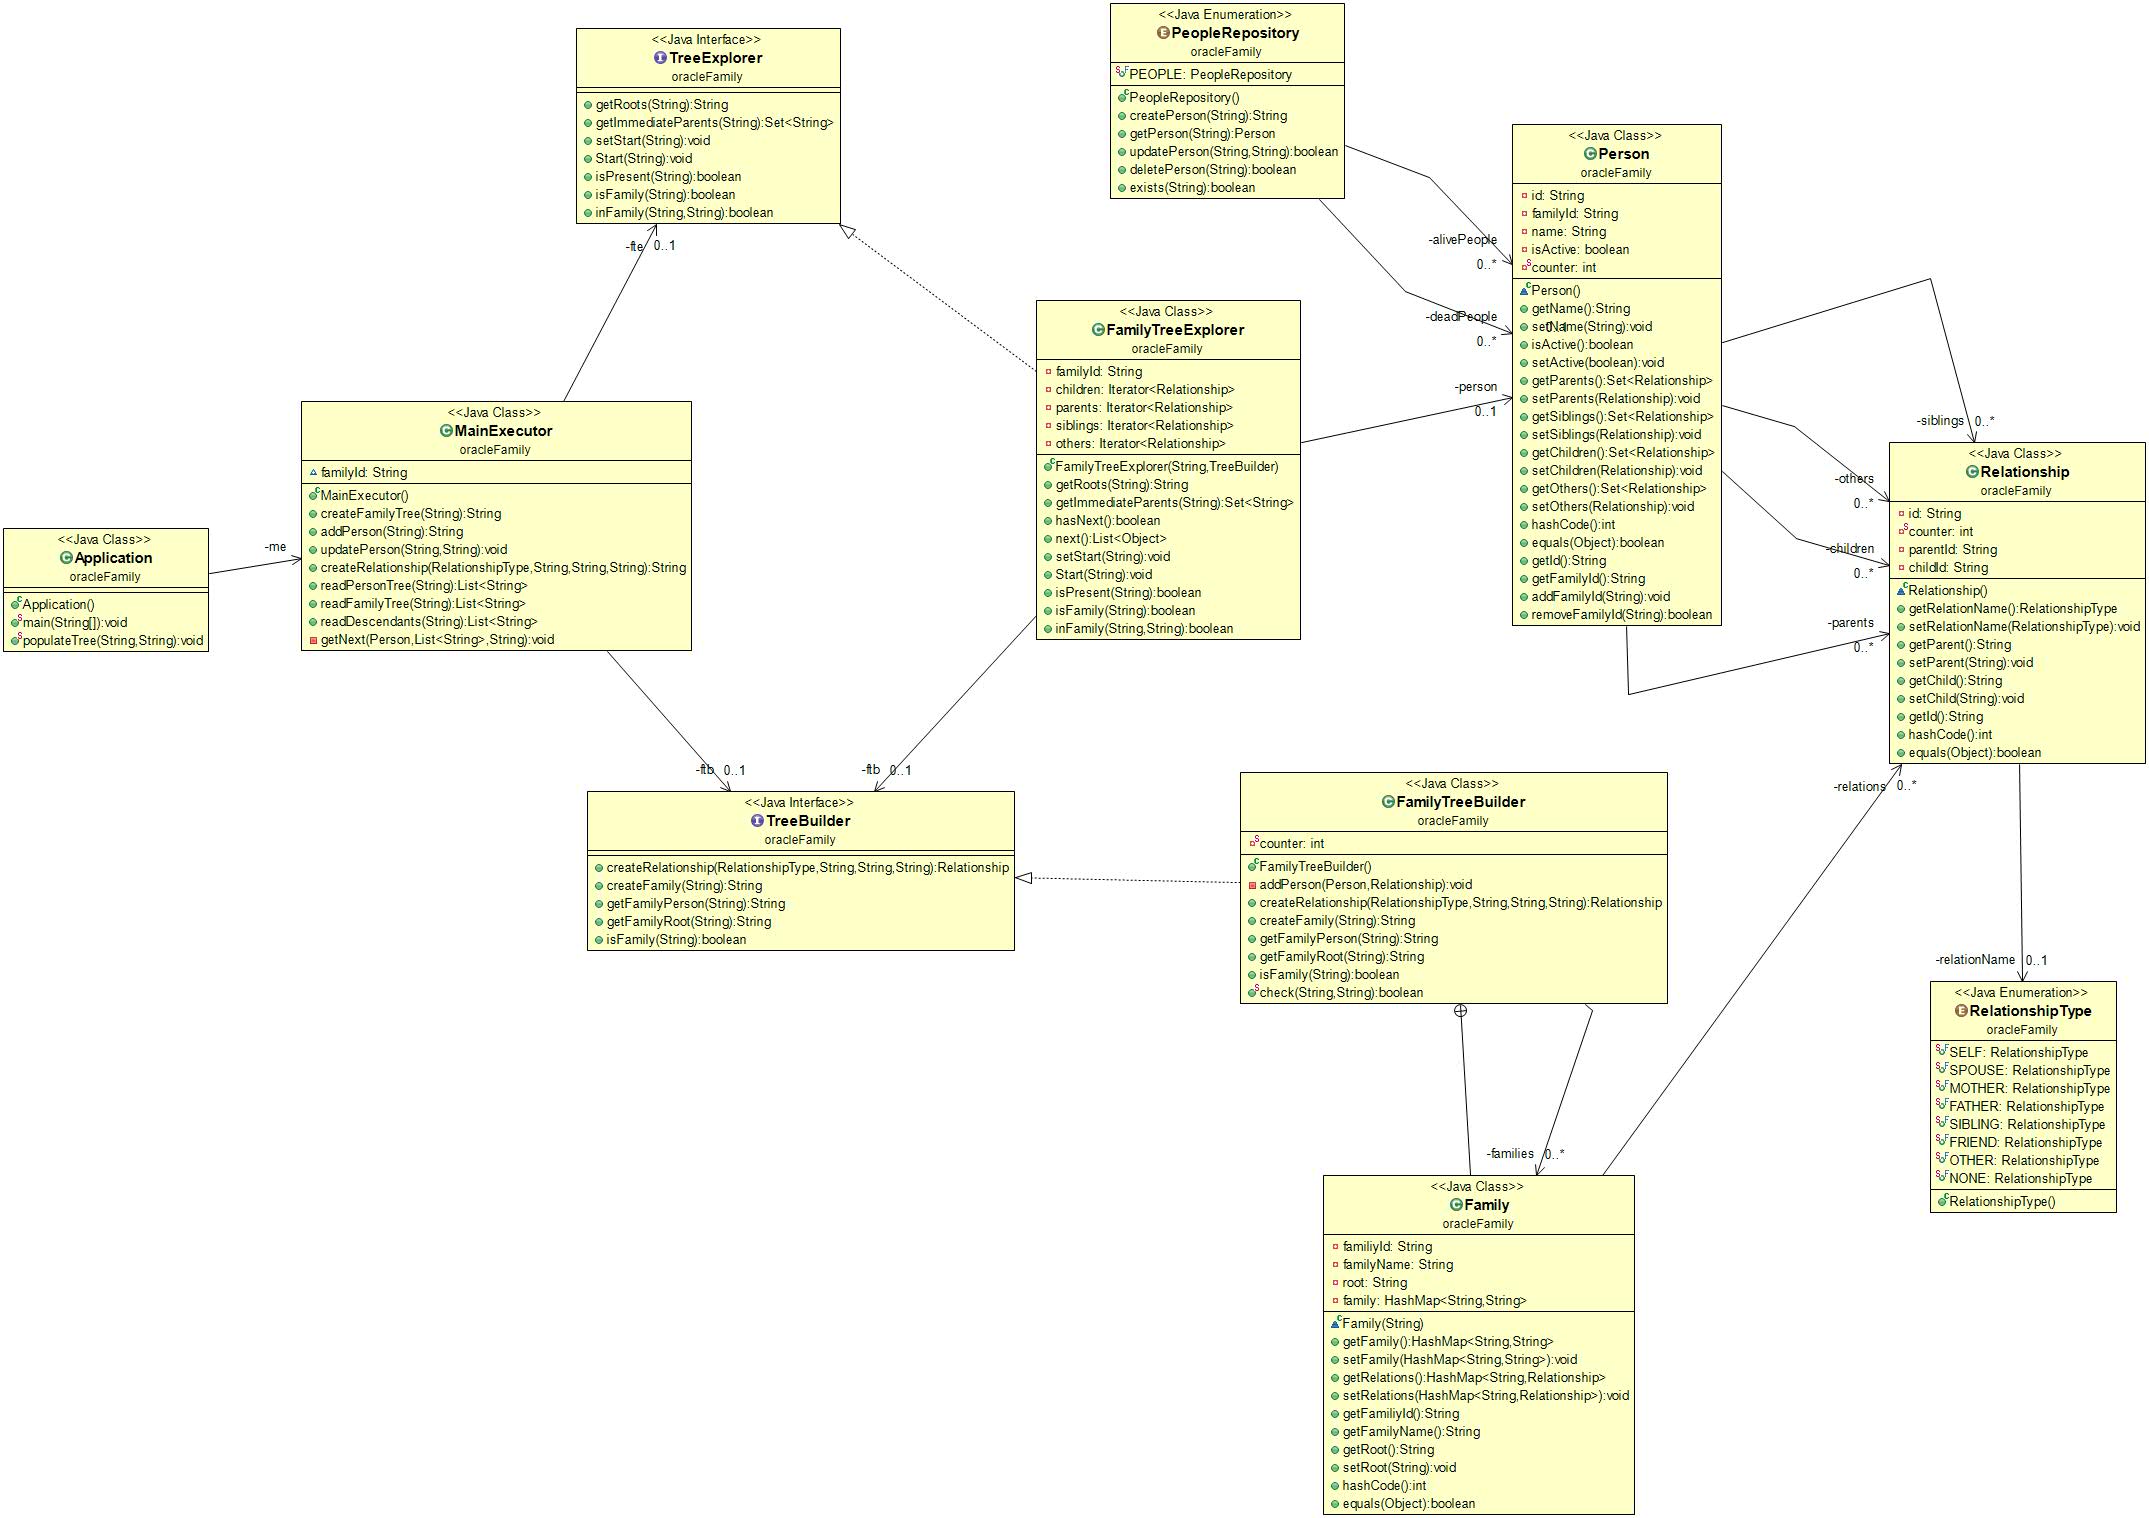 <<Java Interface>>
TreeExplorer
oracleFamily
getRoots(String):String
getImmediateParents(String):Set<String>
setStart(String):void
Start(String):void
isPresent(String):boolean
isFamily(String):boolean
inFamily(String,String):boolean
-fte 0..1
<<Java Enumeration>>
PeopleRepository
oracleFamily
PEOPLE: PeopleRepository
PeopleRepository()
createPerson(String):String
getPerson(String):Person
updatePerson(String,String):boolean
deletePerson(String):boolean
exists(String):boolean
-alivePeople
0..*
-deadPeople
0..*
<<Java Class>>
Person
oracleFamily
id: String
familyId: String
name: String
isActive: boolean
counter: int
Person()
getName():String
setName(String):void
isActive():boolean
setActive(boolean):void
getParents():Set<Relationship>
setParents(Relationship):void
getSiblings():Set<Relationship>
setSiblings(Relationship):void
getChildren():Set<Relationship>
setChildren(Relationship):void
getOthers():Set<Relationship>
setOthers(Relationship):void
hashCode():int
equals(Object):boolean
getId():String
getFamilyId():String
addFamilyId(String):void
removeFamilyId(String):boolean
<<Java Class>>
FamilyTreeExplorer
oracleFamily
familyId: String
children: Iterator<Relationship>
parents: Iterator<Relationship>
siblings: Iterator<Relationship>
others: Iterator<Relationship>
FamilyTreeExplorer(String,TreeBuilder)
getRoots(String):String
getImmediateParents(String):Set<String>
hasNext():boolean
next():List<Object>
setStart(String):void
Start(String):void
isPresent(String):boolean
isFamily(String):boolean
inFamily(String,String):boolean
-person
0..1
<<Java Class>>
MainExecutor
oracleFamily
familyId: String
MainExecutor()
createFamilyTree(String):String
addPerson(String):String
updatePerson(String,String):void
createRelationship(RelationshipType,String,String,String):String
readPersonTree(String):List<String>
readFamilyTree(String):List<String>
readDescendants(String):List<String>
getNext(Person,List<String>,String):void
<<Java Class>>
Application
oracleFamily
Application()
main(String[]):void
populateTree(String,String):void
-me
-siblings 0..*
-others
0..*
-children
0..*
-parents
0..*
<<Java Class>>
Relationship
oracleFamily
id: String
counter: int
parentId: String
childId: String
Relationship()
getRelationName():RelationshipType
setRelationName(RelationshipType):void
getParent():String
setParent(String):void
getChild():String
setChild(String):void
getId():String
hashCode():int
equals(Object):boolean
-relations 0..*
-ftb 0..1
-ftb 0..1
<<Java Interface>>
TreeBuilder
oracleFamily
createRelationship(RelationshipType,String,String,String):Relationship
createFamily(String):String
getFamilyPerson(String):String
getFamilyRoot(String):String
isFamily(String):boolean
<<Java Class>>
FamilyTreeBuilder
oracleFamily
counter: int
FamilyTreeBuilder()
addPerson(Person,Relationship):void
createRelationship(RelationshipType,String,String,String):Relationship
createFamily(String):String
getFamilyPerson(String):String
getFamilyRoot(String):String
isFamily(String):boolean
check(String,String):boolean
-relationName 0..1
<<Java Enumeration>>
RelationshipType
oracleFamily
SELF: RelationshipType
SPOUSE: RelationshipType
MOTHER: RelationshipType
FATHER: RelationshipType
SIBLING: RelationshipType
FRIEND: RelationshipType
OTHER: RelationshipType
NONE: RelationshipType
RelationshipType()
-families 0..*
<<Java Class>>
Family
oracleFamily
familiyId: String
familyName: String
root: String
family: HashMap<String,String>
Family(String)
getFamily():HashMap<String,String>
setFamily(HashMap<String,String>):void
getRelations():HashMap<String,Relationship>
setRelations(HashMap<String,Relationship>):void
getFamiliyId():String
getFamilyName():String
getRoot():String
setRoot(String):void
hashCode():int
equals(Object):boolean